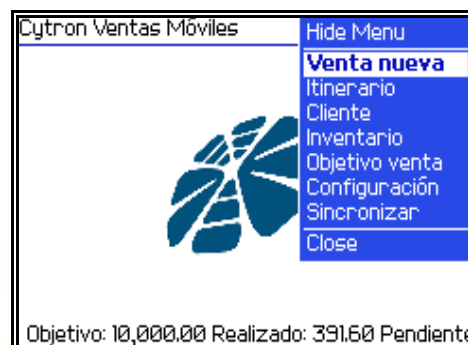 Cytron Ventas Móviles
Hide Menu
Venta nueva
Itinerario
Cliente
Inventario
Objetivo venta
Configuración
Sincronizar
Close
Objetivo: 10,000.00 Realizado: 391.60 Pendiente